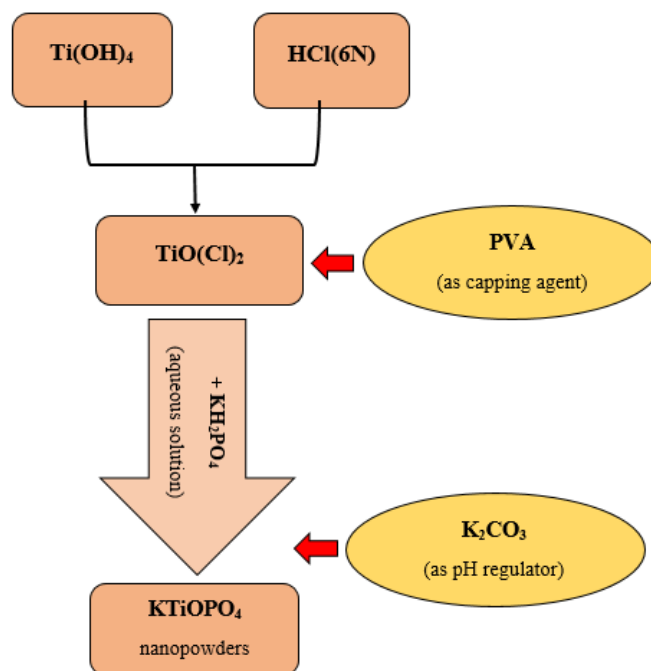 Ti(OH)₄
HCl(6N)
TiO(Cl)₂
PVA
(as capping agent)
+ KH₂PO₄
(aqueous solution)
K₂CO₃
(as pH regulator)
KTiOPO₄
nanopowders